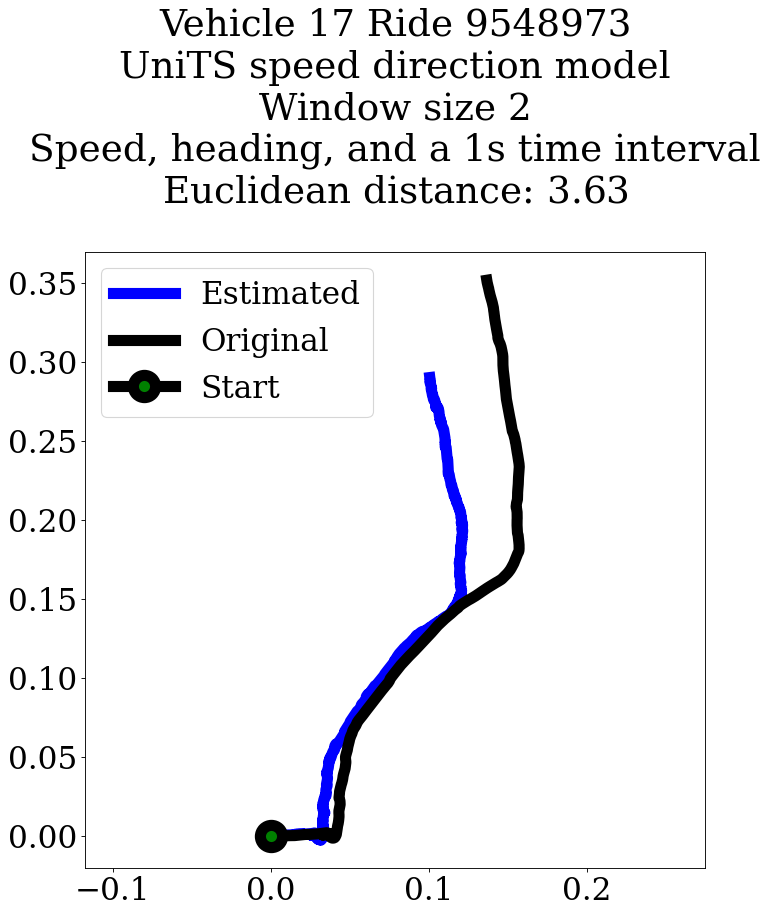 Vehicle 17 Ride 9548973
UniTS speed direction model
Window size 2
Speed, heading, and a 1s time interval
Euclidean distance: 3.63
Estimated
Original
Start
0.35
0.30
0.25
0.20
0.15
0.10
0.05
0.00
−0.1
0.0
0.1
0.2